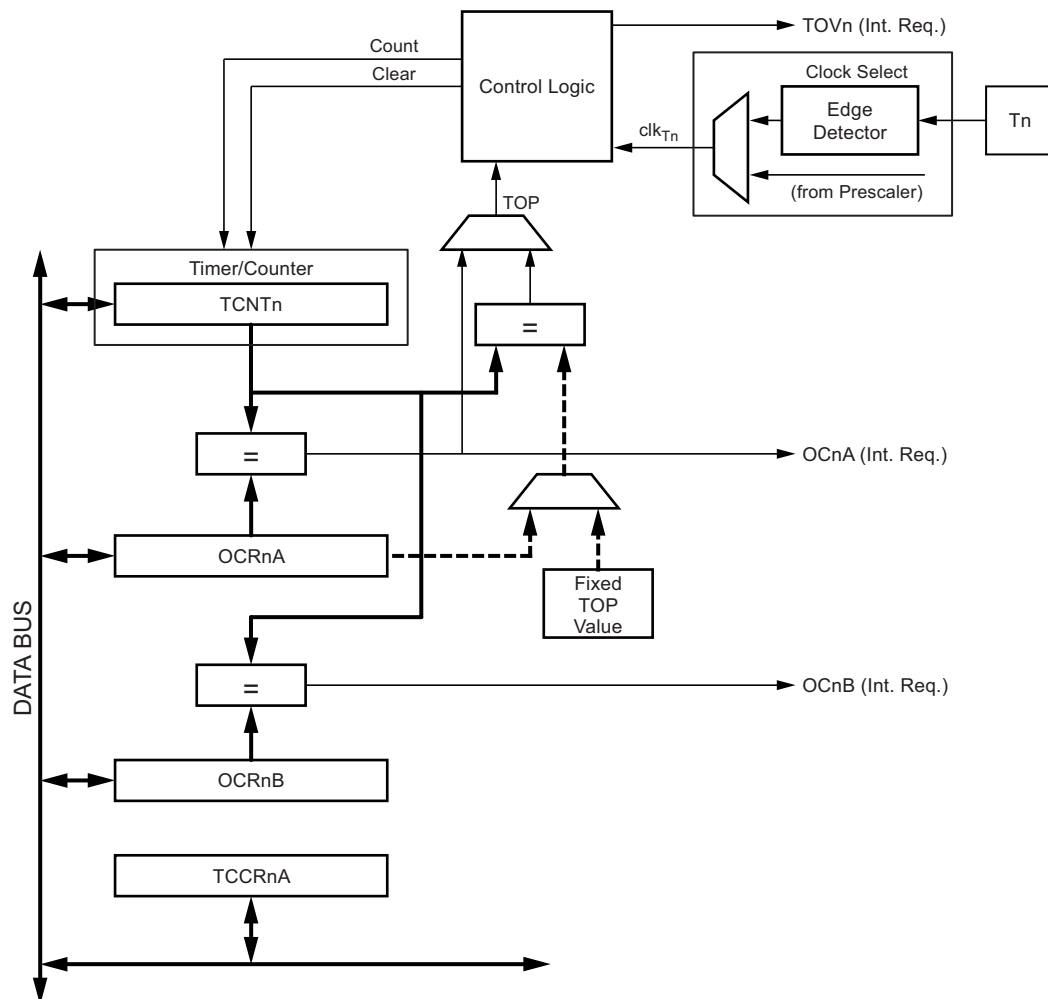 TOVn (Int. Req.)
Count
Clear
Control Logic
Clock Select
Edge
Detector
Tn
clkTn
(from Prescaler)
TOP
Timer/Counter
TCNTn
=
=
OCnA (Int. Req.)
OCRnA
Fixed
TOP
Value
=
OCnB (Int. Req.)
DATA BUS
OCRnB
TCCRnA